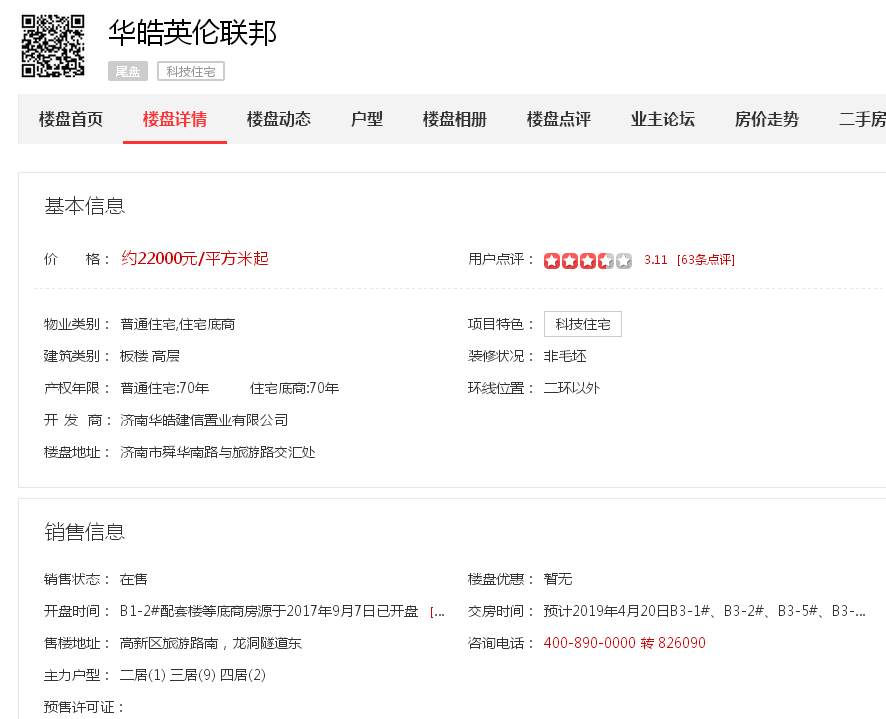 华皓英伦联邦
尾盘 科技住宅
楼盘首页 楼盘详情 楼盘动态 户型 楼盘相册 楼盘点评 业主论坛 房价走势 二手房
基本信息
价 格： 约22000元/平方米起 用户点评： 3.11 [63条点评]
物业类别： 普通住宅,住宅底商 项目特色： 科技住宅
建筑类别： 板楼 高层 装修状况： 非毛坯
产权年限： 普通住宅:70年 住宅底商:70年 环线位置： 二环以外
开 发 商： 济南华皓建信置业有限公司
楼盘地址： 济南市舜华南路与旅游路交汇处
销售信息
销售状态： 在售 楼盘优惠： 暂无
开盘时间： B1-2#配套楼等底商房源于2017年9月7日已开盘 [... 交房时间： 预计2019年4月20日B3-1#、B3-2#、B3-5#、B3-...
售楼地址： 高新区旅游路南，龙洞隧道东 咨询电话： 400-890-0000 转 826090
主力户型： 二居(1) 三居(9) 四居(2)
预售许可证：